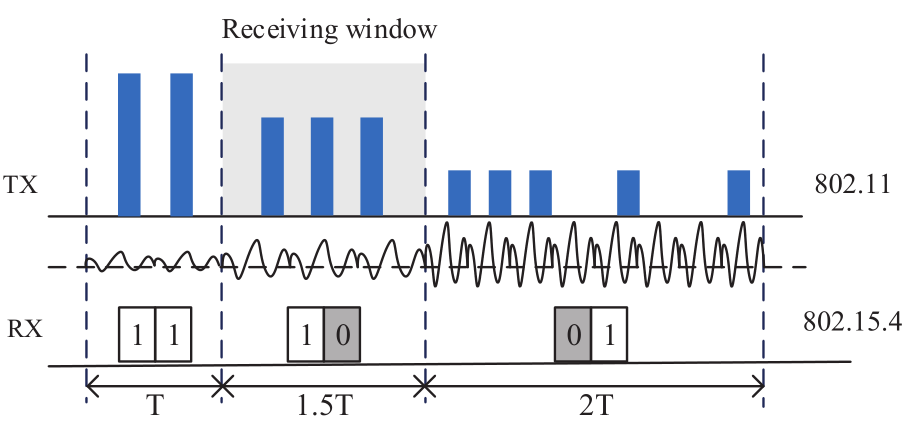 Receiving window
TX
802.11
RX
1 1
1 0
0 1
802.15.4
T
1.5T
2T